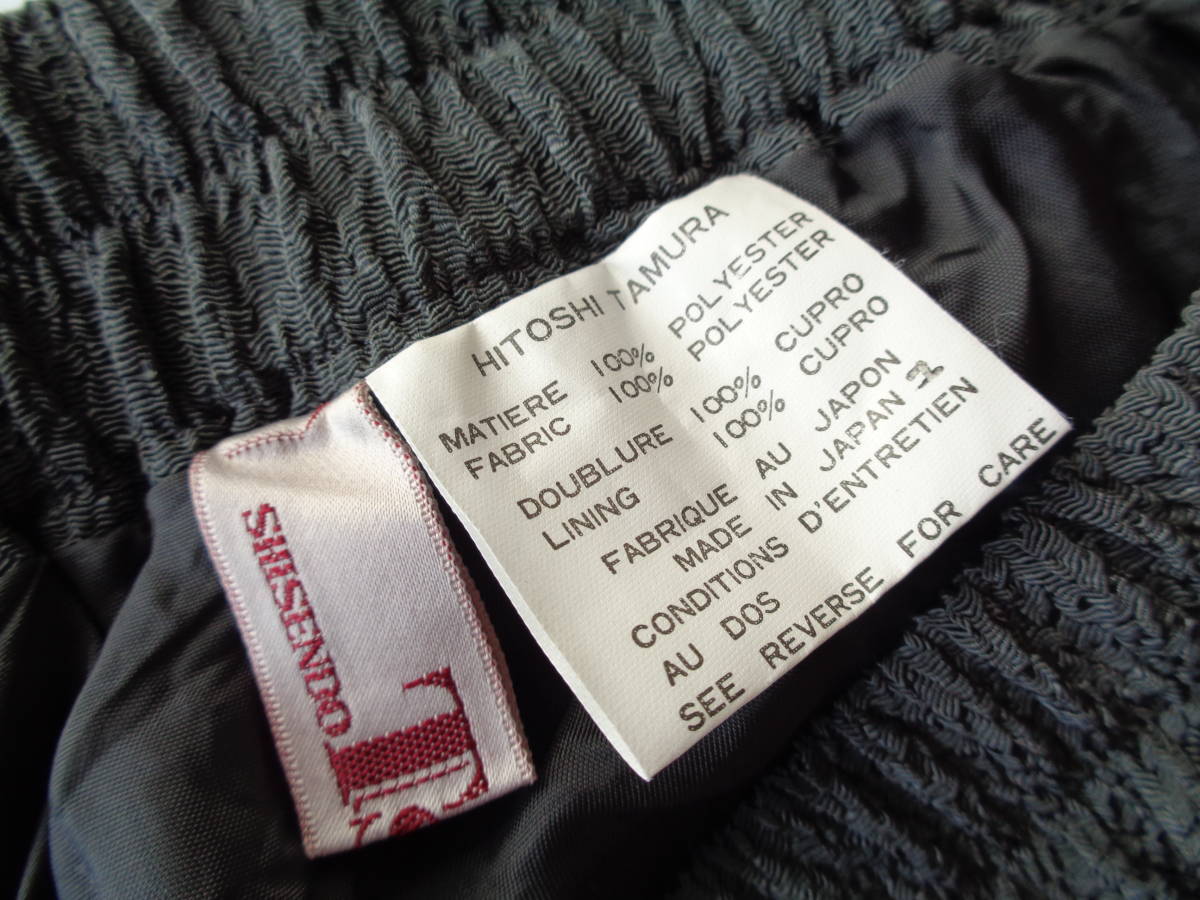 HITOSHI TAMURA
MATIERE 100% POLYESTER
FABRIC 100% POLYESTER
DOUBLURE 100% CUPRO
LINING 100% CUPRO
FABRIQUE AU JAPON
MADE IN JAPAN 2
CONDITIONS D'ENTRETIEN
AU DOS
SEE REVERSE FOR CARE
SHISENDO